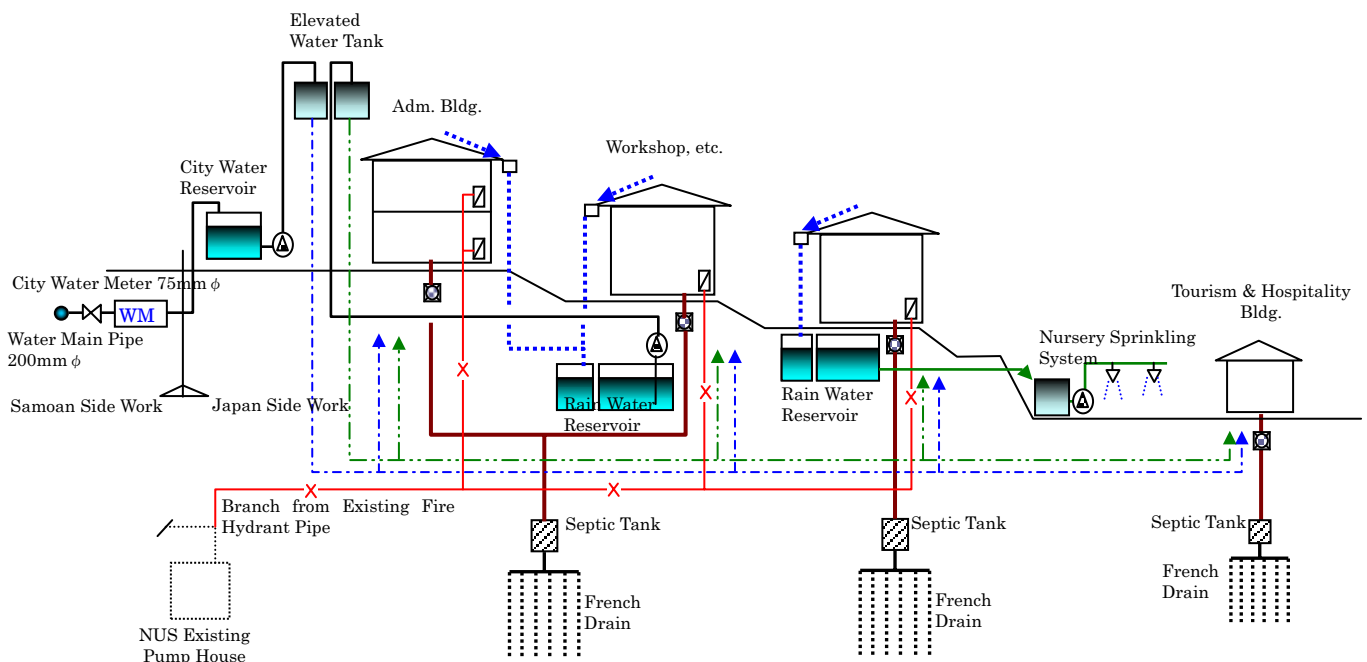 Elevated
Water Tank
Adm. Bldg.
Workshop, etc.
City Water
Reservoir
City Water Meter 75mm φ
WM
Water Main Pipe
200mm φ
Samoan Side Work
Japan Side Work
Rain Water
Reservoir
Rain Water
Reservoir
Nursery Sprinkling
System
Tourism & Hospitality
Bldg.
Branch from Existing Fire
Hydrant Pipe
Septic Tank
Septic Tank
Septic Tank
French
Drain
French
Drain
French
Drain
NUS Existing
Pump House